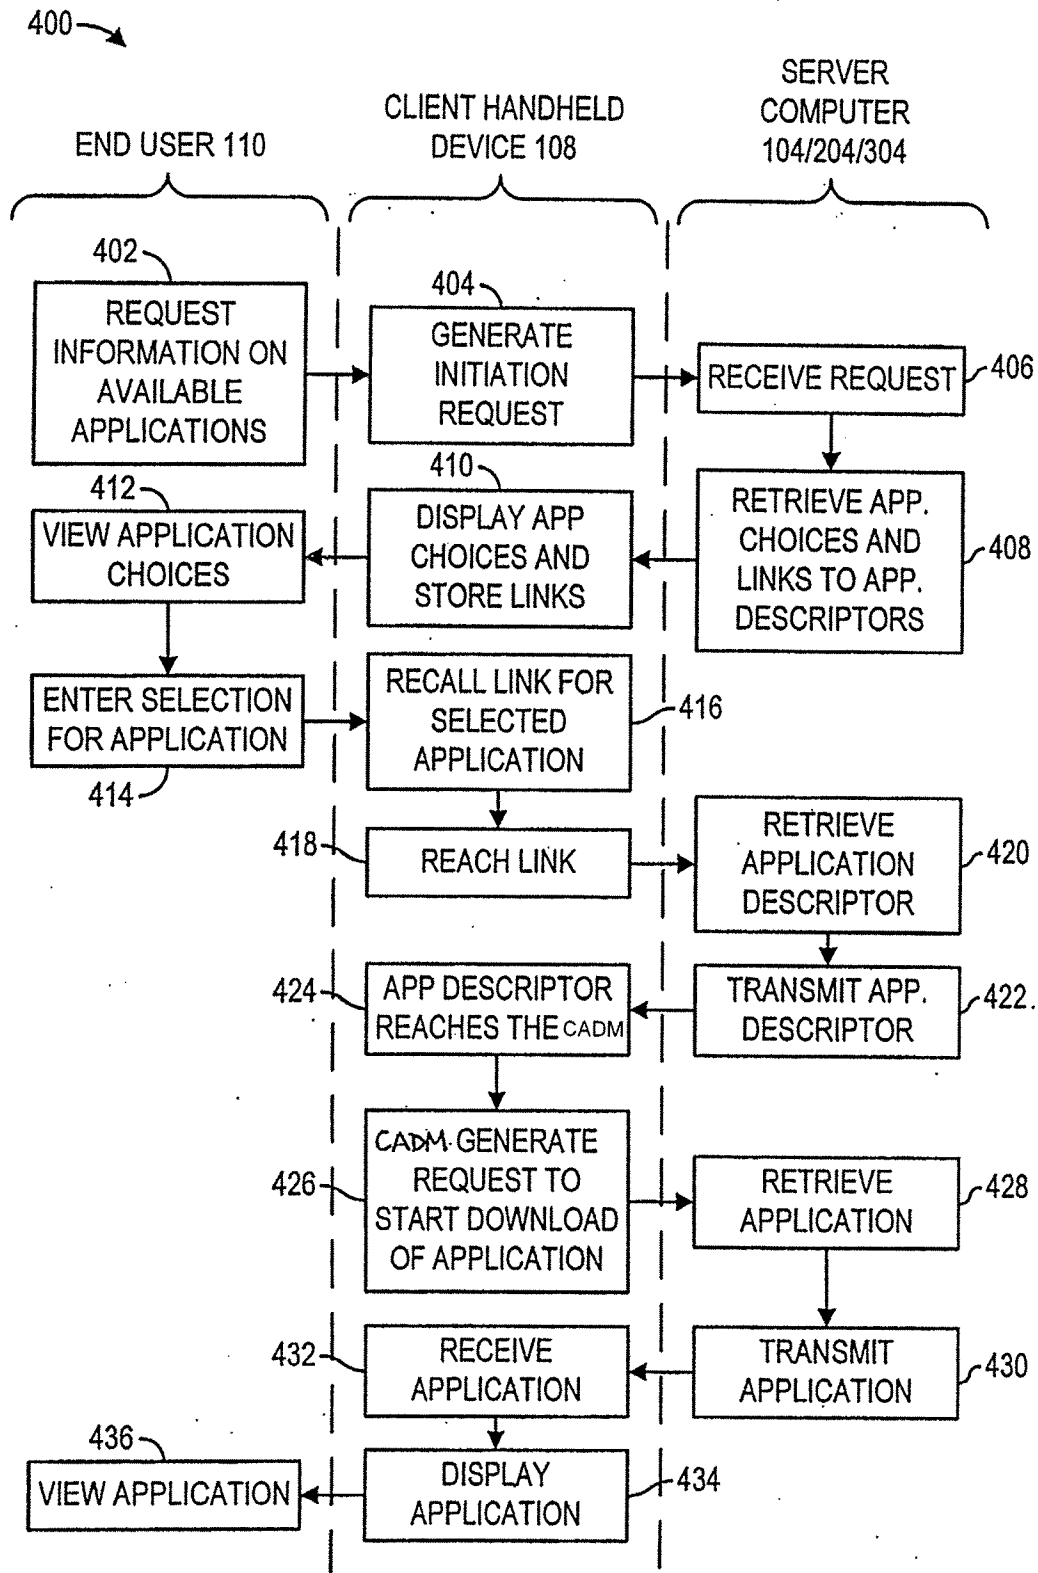 400
END USER 110
CLIENT HANDHELD
DEVICE 108
SERVER
COMPUTER
104/204/304
402
REQUEST
INFORMATION ON
AVAILABLE
APPLICATIONS
404
GENERATE
INITIATION
REQUEST
RECEIVE REQUEST
406
412
VIEW APPLICATION
CHOICES
410
DISPLAY APP
CHOICES AND
STORE LINKS
RETRIEVE APP.
CHOICES AND
LINKS TO APP.
DESCRIPTORS
408
ENTER SELECTION
FOR APPLICATION
414
RECALL LINK FOR
SELECTED
APPLICATION
416
418
REACH LINK
RETRIEVE
APPLICATION
DESCRIPTOR
420
424
APP DESCRIPTOR
REACHES THE CADM
TRANSMIT APP.
DESCRIPTOR
422.
426
CADM GENERATE
REQUEST TO
START DOWNLOAD
OF APPLICATION
RETRIEVE
APPLICATION
428
432
RECEIVE
APPLICATION
TRANSMIT
APPLICATION
430
436
VIEW APPLICATION
DISPLAY
APPLICATION
434